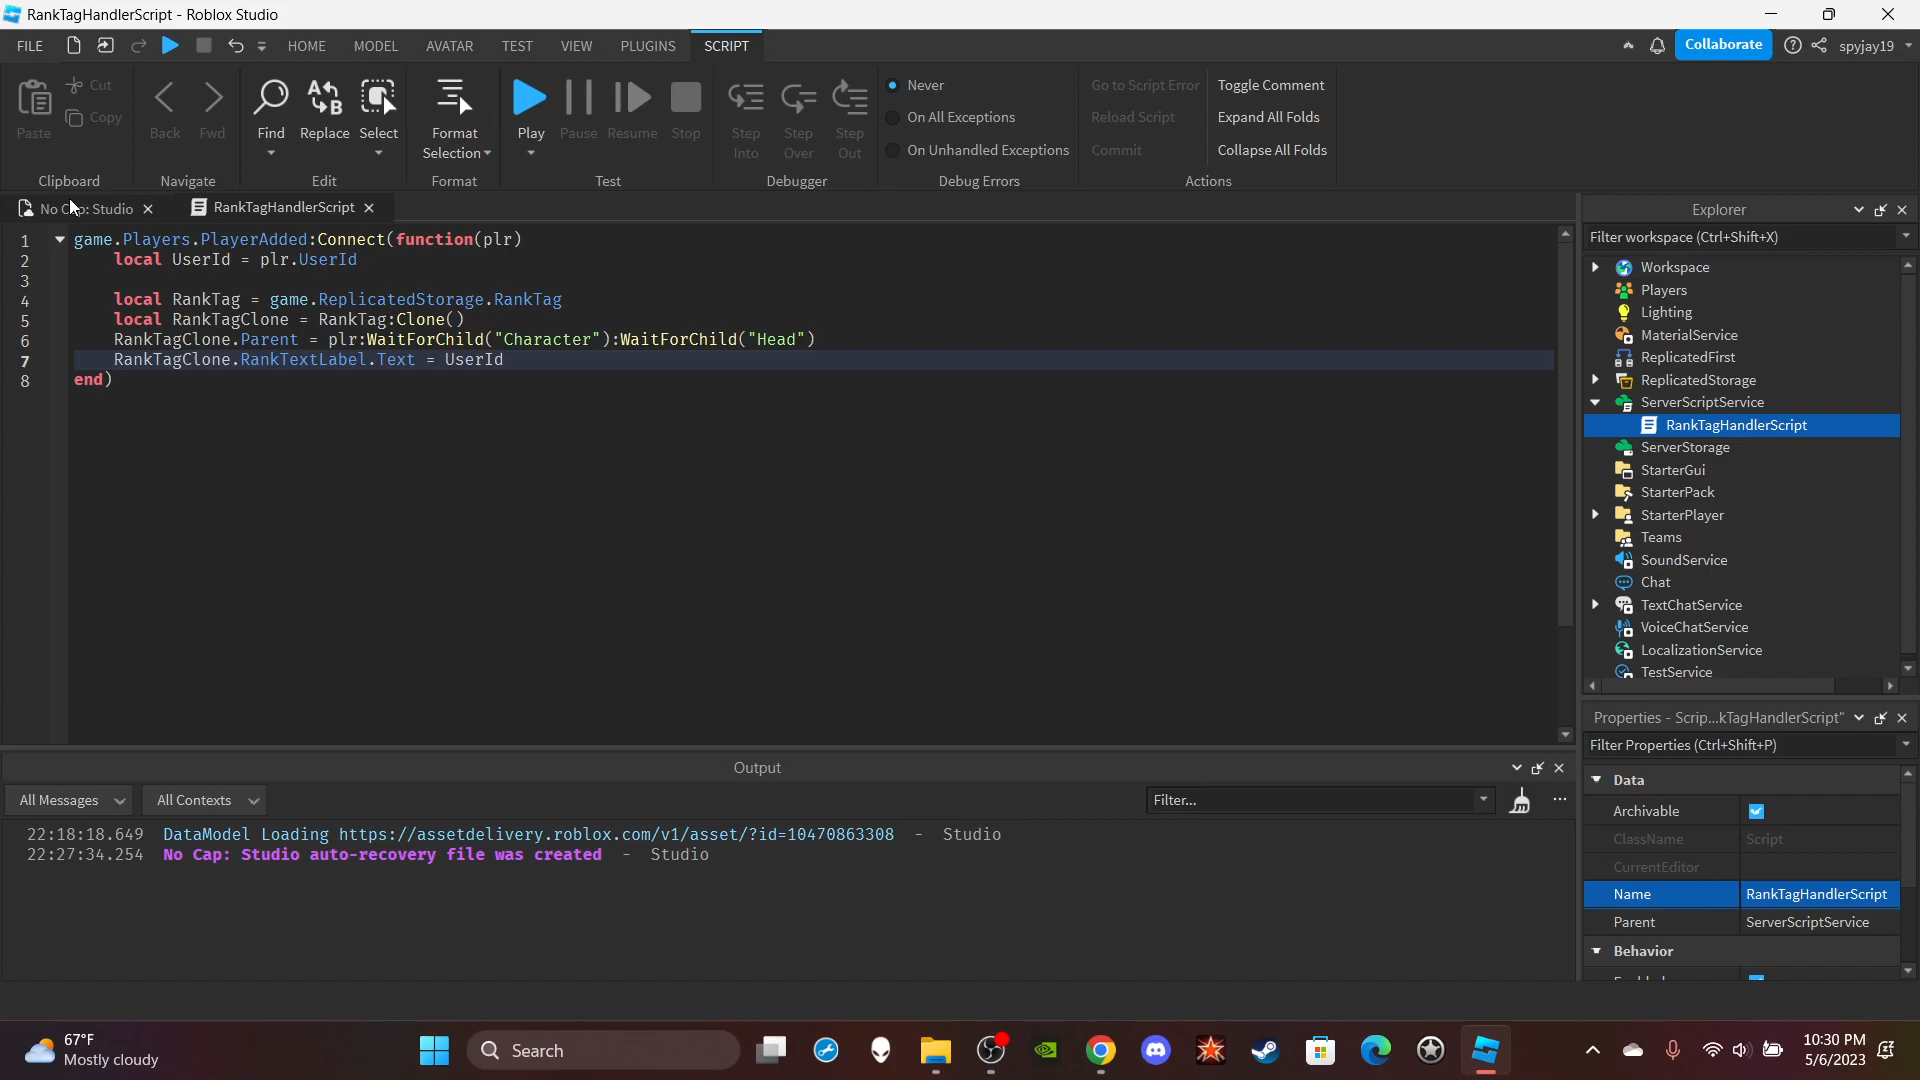 RankTagHandlerScript - Roblox Studio
FILE
HOME
MODEL
AVATAR
TEST
VIEW
PLUGINS
SCRIPT
Collaborate
spyjay19
Paste
Cut
Copy
Clipboard
Back
Fwd
Navigate
Find
Replace
Select
Edit
Format
Selection
Format
Play
Pause
Resume
Stop
Test
Step
Into
Step
Over
Step
Out
Debugger
Never
On All Exceptions
On Unhandled Exceptions
Debug Errors
Go to Script Error
Reload Script
Commit
Toggle Comment
Expand All Folds
Collapse All Folds
Actions
Studio
RankTagHandlerScript
1 game.Players.PlayerAdded:Connect(function(plr)
2 local UserId = plr.UserId
3
4 local RankTag = game.ReplicatedStorage.RankTag
5 local RankTagClone = RankTag:Clone()
6 RankTagClone.Parent = plr:WaitForChild("Character"):WaitForChild("Head")
7 RankTagClone.RankTextLabel.Text = UserId
8 end)
Explorer
Filter workspace (Ctrl+Shift+X)
Workspace
Players
Lighting
MaterialService
ReplicatedFirst
ReplicatedStorage
ServerScriptService
RankTagHandlerScript
ServerStorage
StarterGui
StarterPack
StarterPlayer
Teams
SoundService
Chat
TextChatService
VoiceChatService
LocalizationService
TestService
Properties - Scrip...kTagHandlerScript"
Filter Properties (Ctrl+Shift+P)
Data
Archivable
ClassName Script
CurrentEditor
Name RankTagHandlerScript
Parent ServerScriptService
Behavior
Output
All Messages
All Contexts
Filter...
22:18:18.649 DataModel Loading https://assetdelivery.roblox.com/v1/asset/?id=10470863308 - Studio
22:27:34.254 No Cap: Studio auto-recovery file was created - Studio
67°F
Mostly cloudy
Search
10:30 PM
5/6/2023